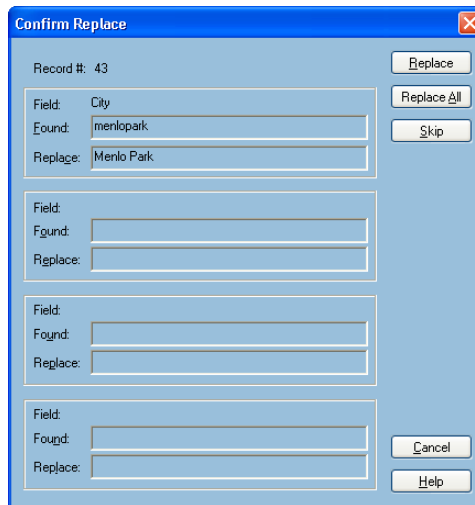 Confirm Replace
Record #: 43
Replace
Replace All
Skip
Field: City
Found: menlopark
Replace: Menlo Park
Field:
Found:
Replace:
Field:
Found:
Replace:
Field:
Found:
Replace:
Cancel
Help